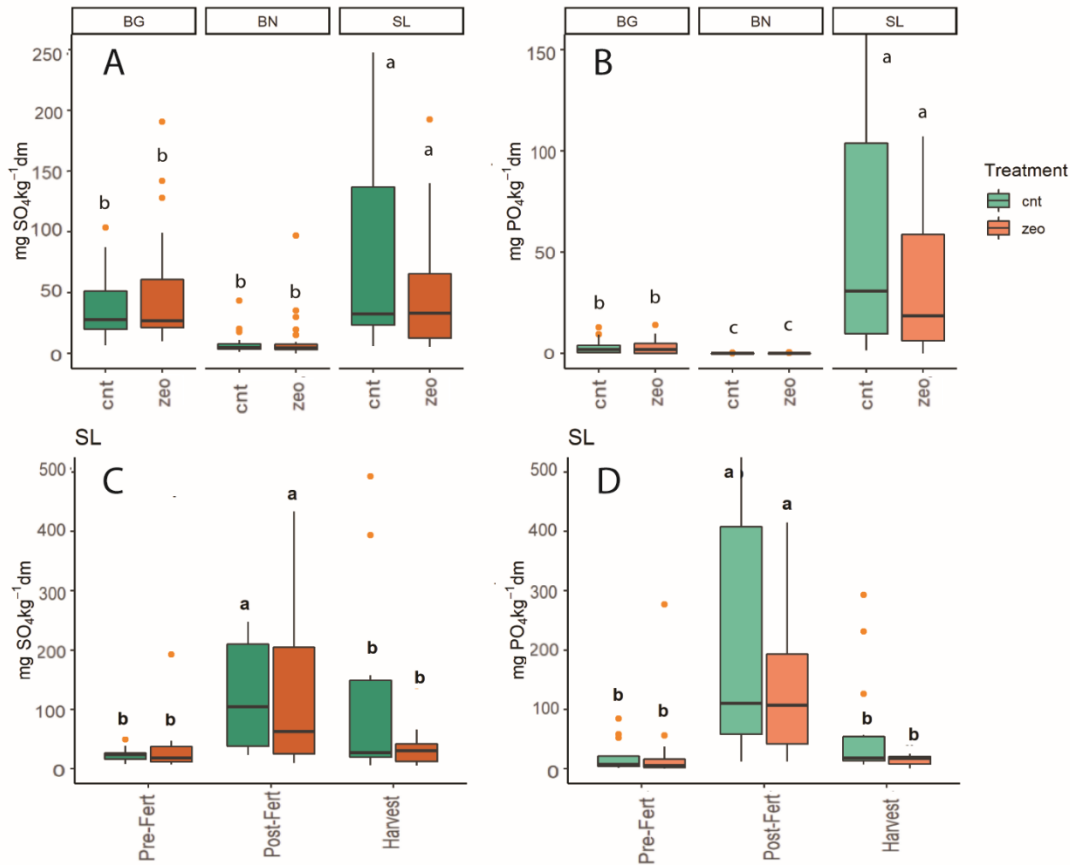 BG BN SL
A
mg SO₄kg⁻¹dm
250
200
150
100
50
0
b b b b a a
cnt zeo cnt zeo cnt zeo
BG BN SL
B
mg PO₄kg⁻¹dm
150
100
50
0
b b c c a a
cnt zeo cnt zeo cnt zeo
Treatment
cnt
zeo
SL
C
mg SO₄kg⁻¹dm
500
400
300
200
100
0
b b a a b b
Pre-Fert Post-Fert Harvest
SL
D
mg PO₄kg⁻¹dm
500
400
300
200
100
0
b b a a b b
Pre-Fert Post-Fert Harvest